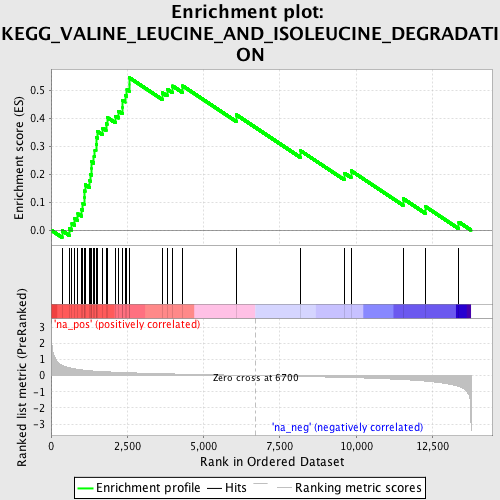 Enrichment plot:
KEGG_VALINE_LEUCINE_AND_ISOLEUCINE_DEGRADATI
ON
Enrichment score (ES)
0.5
0.4
0.3
0.2
0.1
0.0
'na_pos' (positively correlated)
Ranked list metric (PreRanked)
3
2
1
0
-1
-2
-3
Zero cross at 6700
'na_neg' (negatively correlated)
0
2,500
5,000
7,500
10,000
12,500
Rank in Ordered Dataset
Enrichment profile
Hits
Ranking metric scores